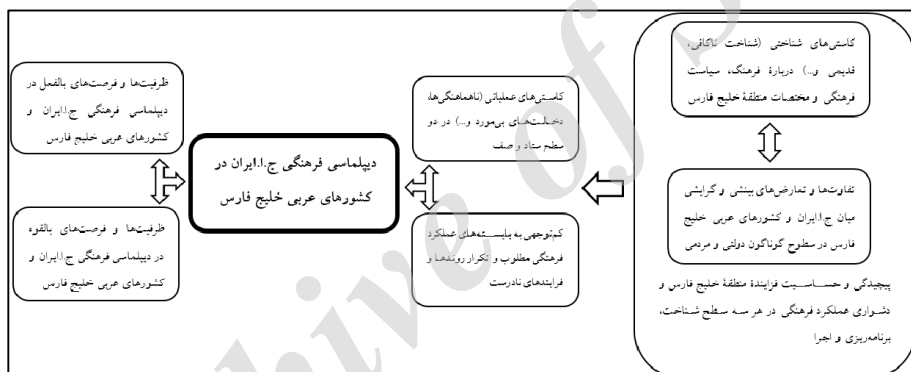 کاستی‌های شناختی (شناخت ناکافی،
قدیمی و...) دربارهٔ فرهنگ، سیاست
فرهنگی و مختصات منطقهٔ خلیج فارس
تفاوت‌ها و تعارض‌های بینشی و گرایشی
میان ج.ا.ایران و کشورهای عربی خلیج
فارس در سطوح گوناگون دولتی و مردمی
پیچیدگی و حساسیت فزایندهٔ منطقهٔ خلیج فارس و
دشواری عملکرد فرهنگی در هر سه سطح شناخت،
برنامه‌ریزی و اجرا
کاستی‌های عملیاتی (ناهماهنگی‌ها،
دخالت‌های بی‌مورد و...) در دو
سطح ستاد و صف
کم‌توجهی به بایسته‌های عملکرد
فرهنگی مطلوب و تکرار روندها و
فرایندهای نادرست
دیپلماسی فرهنگی ج.ا.ایران در
کشورهای عربی خلیج فارس
ظرفیت‌ها و فرصت‌های بالفعل در
دیپلماسی فرهنگی ج.ا.ایران و
کشورهای عربی خلیج فارس
ظرفیت‌ها و فرصت‌های بالقوه
در دیپلماسی فرهنگی ج.ا.ایران و
کشورهای عربی خلیج فارس
hive of S